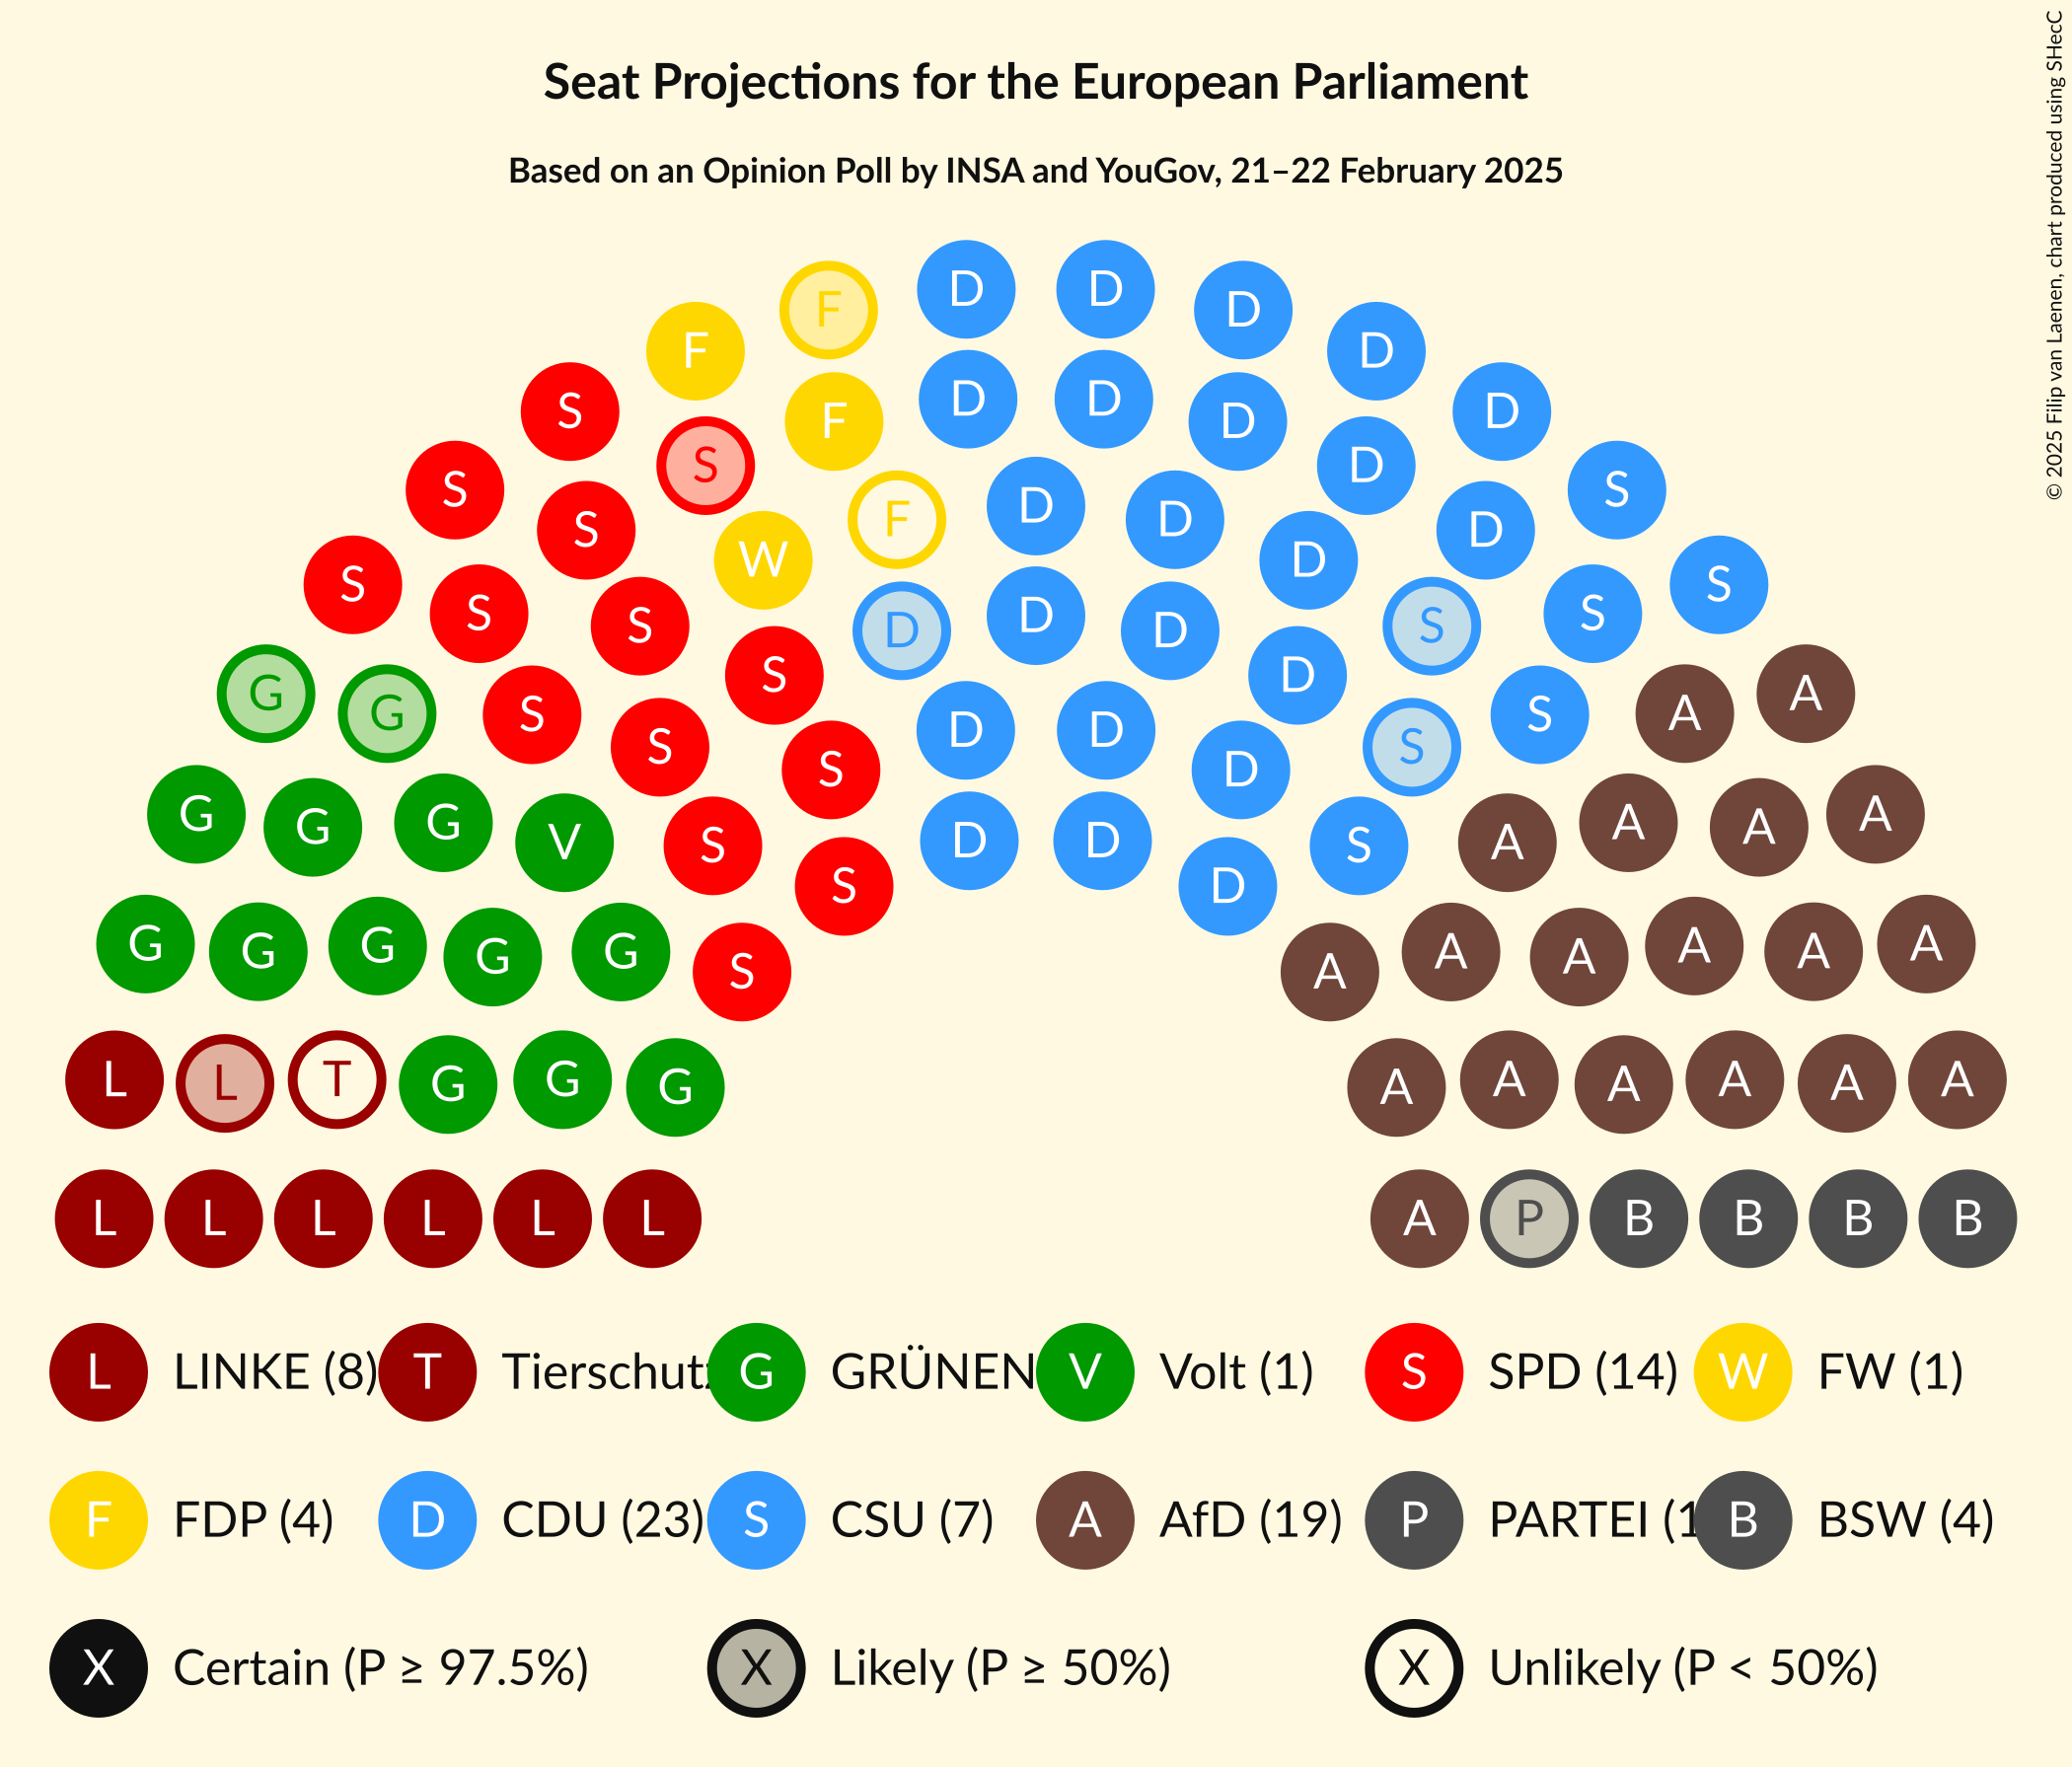 Seat Projections for the European Parliament
Based on an Opinion Poll by INSA and YouGov, 21–22 February 2025
© 2025 Filip van Laenen, chart produced using SHecC
D D
F D
F D
F D D D
S D D
S D
S F
S S
S D D D
W D
S S S S
S S D D S
S S D
G A
G S S A
S D D S
G S D A
G G A A
V S D D S A
S D
G G A A
G G G G A A A A
S A
L T G G A A A A
L G A A A
L L L L L L A P B B B B
L LINKE (8) T Tierschutz G GRÜNEN V Volt (1) S SPD (14) W FW (1)
F FDP (4) D CDU (23) S CSU (7) A AfD (19) P PARTEI (1 B BSW (4)
X Certain (P ≥ 97.5%) X Likely (P ≥ 50%) X Unlikely (P < 50%)